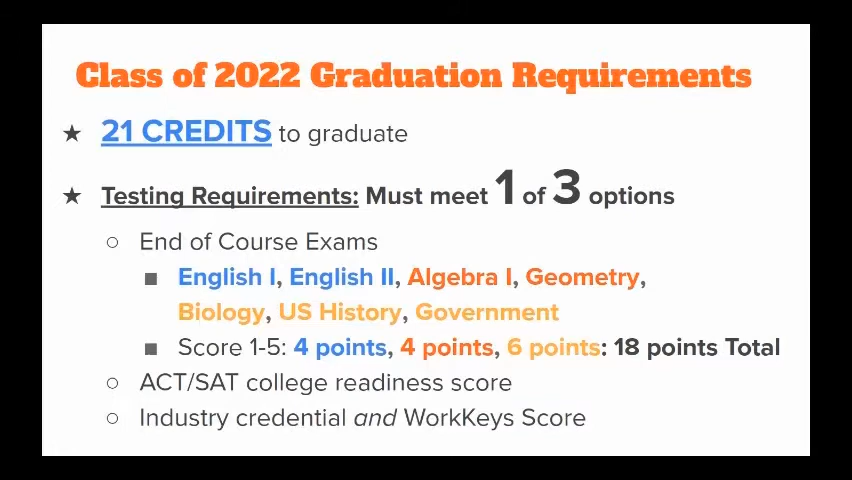 Class of 2022 Graduation Requirements
★ 21 CREDITS to graduate
★ Testing Requirements: Must meet 1 of 3 options
○ End of Course Exams
■ English I, English II, Algebra I, Geometry,
Biology, US History, Government
■ Score 1-5: 4 points, 4 points, 6 points: 18 points Total
○ ACT/SAT college readiness score
○ Industry credential and WorkKeys Score